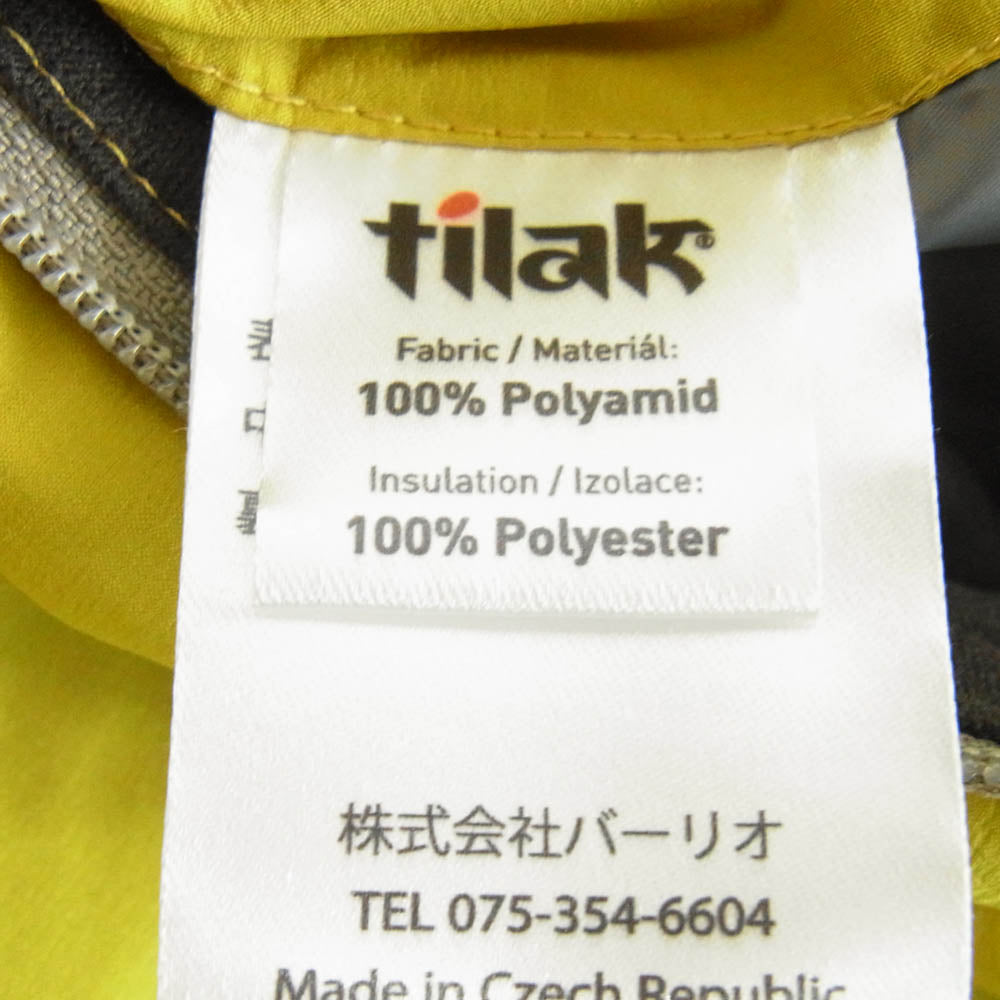 tilak®
Fabric / Materiál:
100% Polyamid
Insulation / Izolace:
100% Polyester
株式会社バーリオ
TEL 075-354-6604
Made in Czech Republic